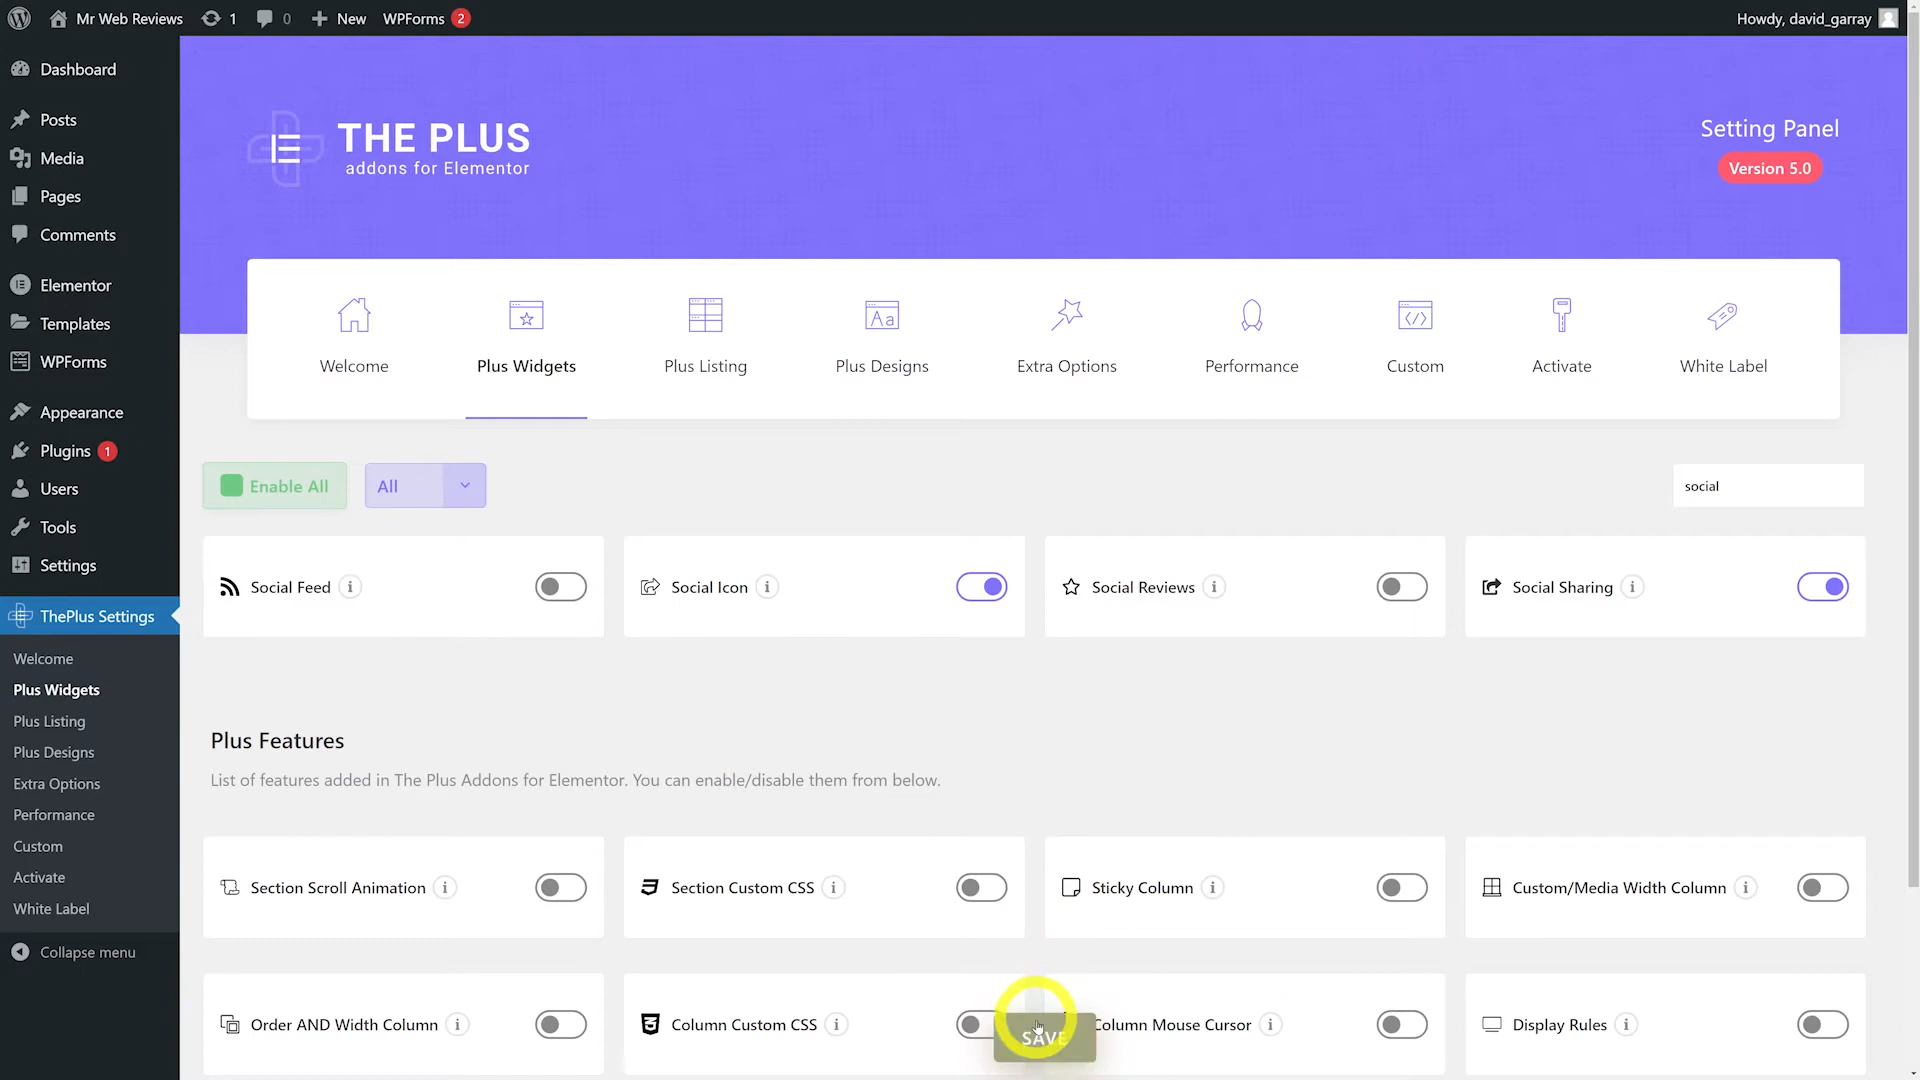 Mr Web Reviews
1
0
New
WPForms 2
Howdy, david_garray
Dashboard
Posts
Media
Pages
Comments
Elementor
Templates
WPForms
Appearance
Plugins 1
Users
Tools
Settings
ThePlus Settings
Welcome
Plus Widgets
Plus Listing
Plus Designs
Extra Options
Performance
Custom
Activate
White Label
Collapse menu
THE PLUS
addons for Elementor
Setting Panel
Version 5.0
Welcome
Plus Widgets
Plus Listing
Plus Designs
Extra Options
Performance
Custom
Activate
White Label
Enable All
All
social
Social Feed
Social Icon
Social Reviews
Social Sharing
Plus Features
List of features added in The Plus Addons for Elementor. You can enable/disable them from below.
Section Scroll Animation
Section Custom CSS
Sticky Column
Custom/Media Width Column
Order AND Width Column
Column Custom CSS
Column Mouse Cursor
Display Rules
SAVE